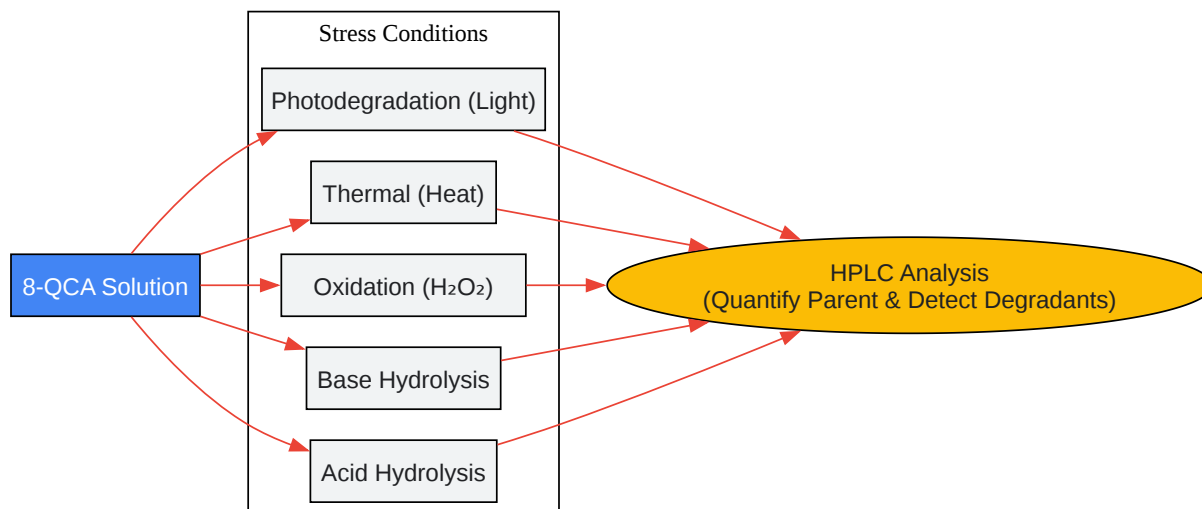 Stress Conditions
Photodegradation (Light)
Thermal (Heat)
8-QCA Solution
Oxidation (H₂O₂)
HPLC Analysis
(Quantify Parent & Detect Degradants)
Base Hydrolysis
Acid Hydrolysis